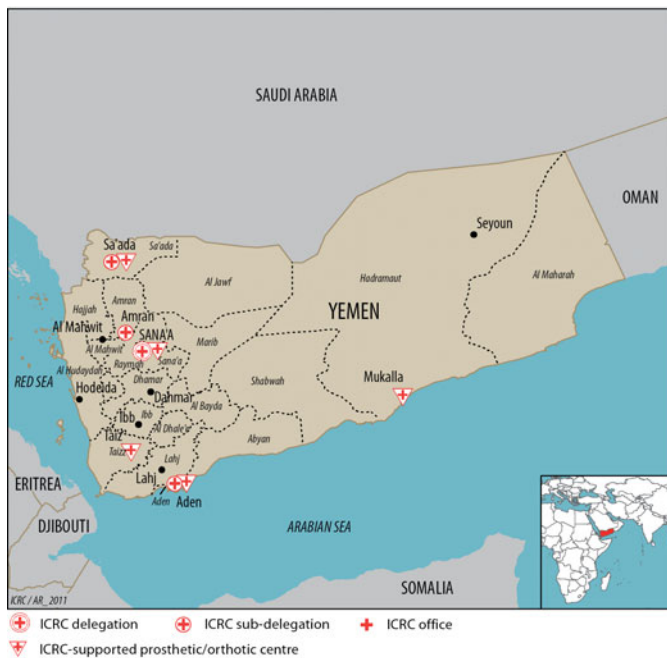 SAUDI ARABIA
OMAN
Seyoun
Sa'ada
Sa'ada
Al Jawf
Hadramaut
Al Maharah
Amran
Hajjah
Amran
YEMEN
Al Mahwit
SANA'A
Marib
Al Mahwit
Sana'a
Raymah
Al Hudaydah
RED SEA
Dhamar
Shabwah
Mukalla
Hodeida
Dahmar
Al Bayda
Ibb
Ibb
Al Dhale'e
Taiz
Abyan
Taizz
Lahj
Lahj
ERITREA
Aden
Aden
DJIBOUTI
ARABIAN SEA
SOMALIA
ICRC / AR_2011
ICRC delegation
ICRC sub-delegation
ICRC office
ICRC-supported prosthetic/orthotic centre